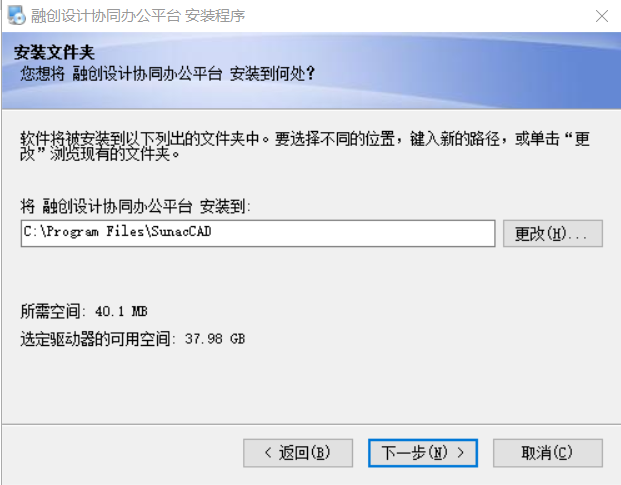 融创设计协同办公平台 安装程序
安装文件夹
您想将 融创设计协同办公平台 安装到何处?
软件将被安装到以下列出的文件夹中。要选择不同的位置，键入新的路径，或单击“更
改”浏览现有的文件夹。
将 融创设计协同办公平台 安装到:
C:\Program Files\SunacCAD
更改(H)...
所需空间: 40.1 MB
选定驱动器的可用空间: 37.98 GB
< 返回(B)
下一步(N) >
取消(C)